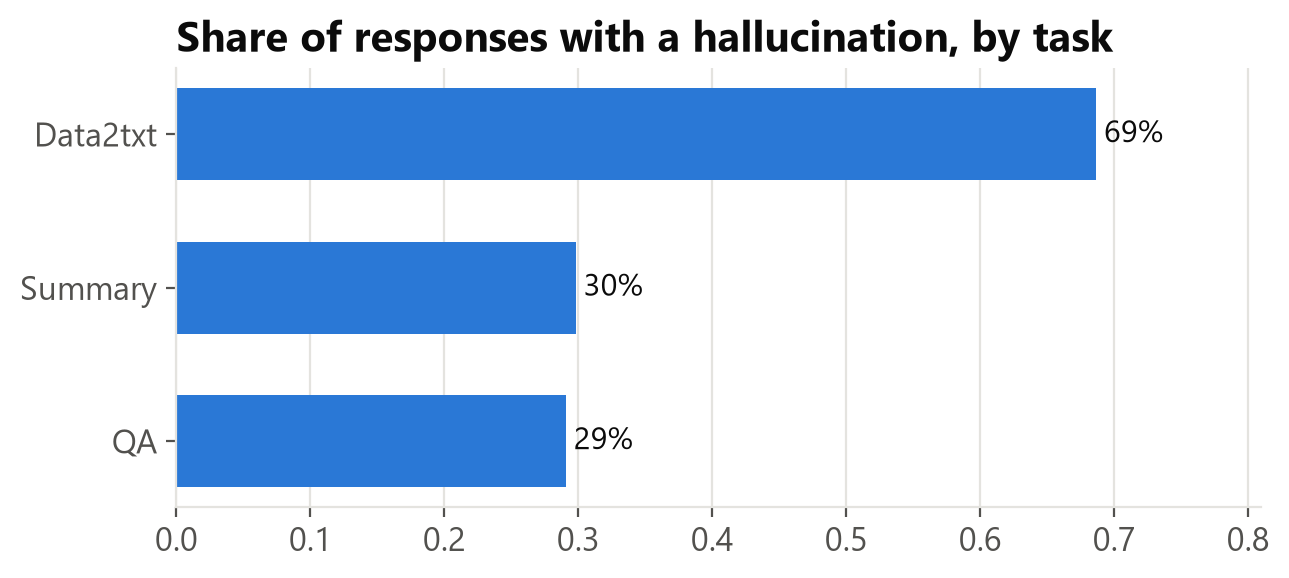 Share of responses with a hallucination, by task
Data2txt
69%
Summary
30%
QA
29%
0.0 0.1 0.2 0.3 0.4 0.5 0.6 0.7 0.8